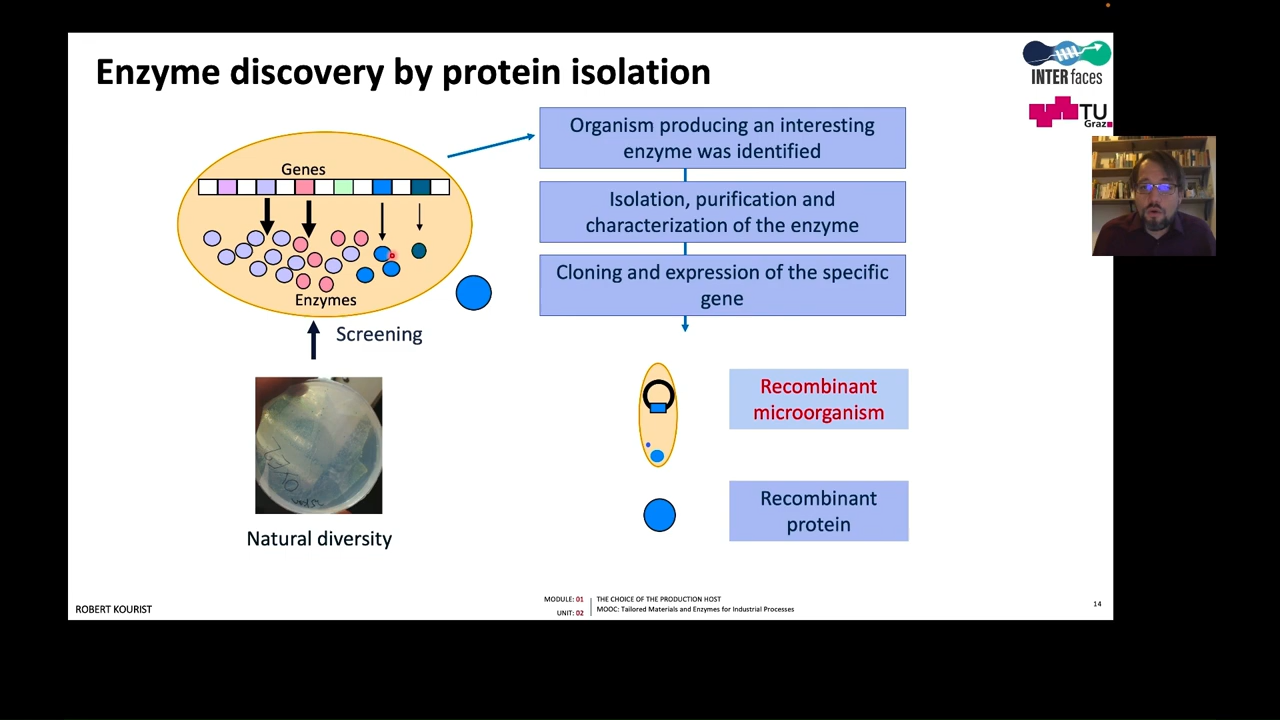 Enzyme discovery by protein isolation
INTERfaces
TU
Graz
Genes
Enzymes
Screening
Natural diversity
Organism producing an interesting
enzyme was identified
Isolation, purification and
characterization of the enzyme
Cloning and expression of the specific
gene
Recombinant
microorganism
Recombinant
protein
ROBERT KOURIST
MODULE: 01
UNIT: 02
THE CHOICE OF THE PRODUCTION HOST
MOOC: Tailored Materials and Enzymes for Industrial Processes
14